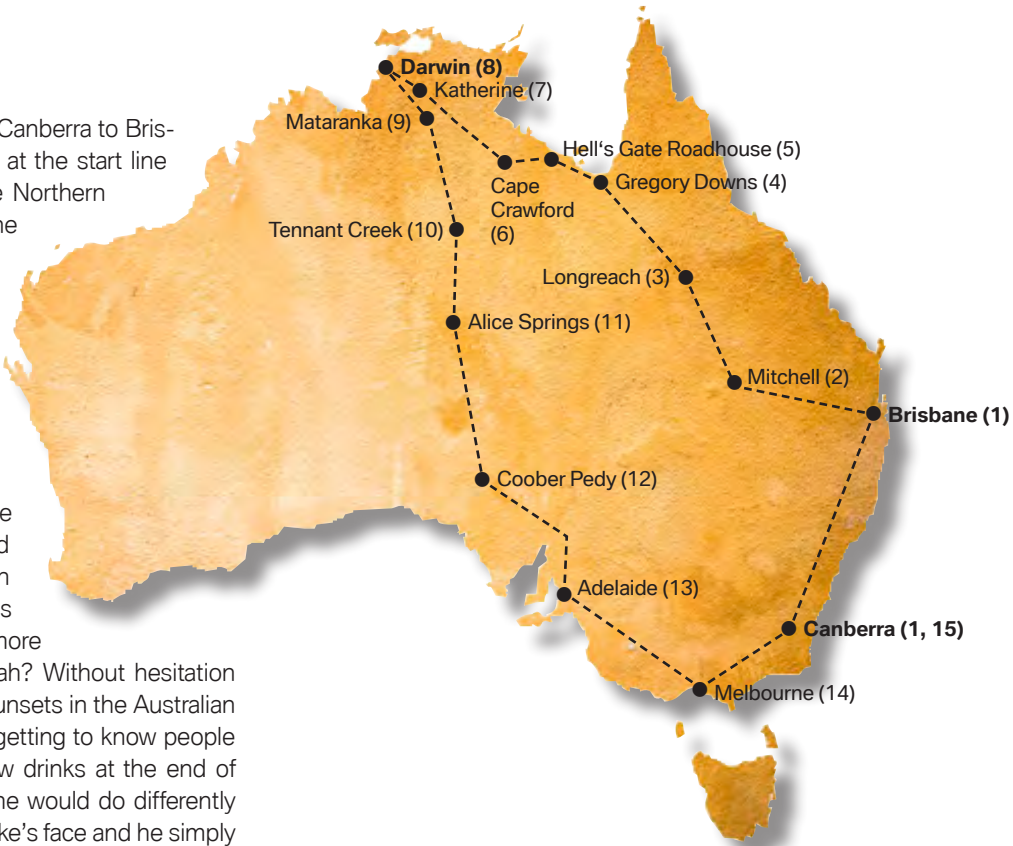 Canberra to Bris-
at the start line
e Northern
ne
e
d
n
s
more
ah? Without hesitation
unsets in the Australian
getting to know people
w drinks at the end of
ne would do differently
ke's face and he simply
Darwin (8)
Katherine (7)
Mataranka (9)
Hell‘s Gate Roadhouse (5)
Gregory Downs (4)
Cape
Crawford
(6)
Tennant Creek (10)
Longreach (3)
Alice Springs (11)
Mitchell (2)
Brisbane (1)
Coober Pedy (12)
Adelaide (13)
Canberra (1, 15)
Melbourne (14)